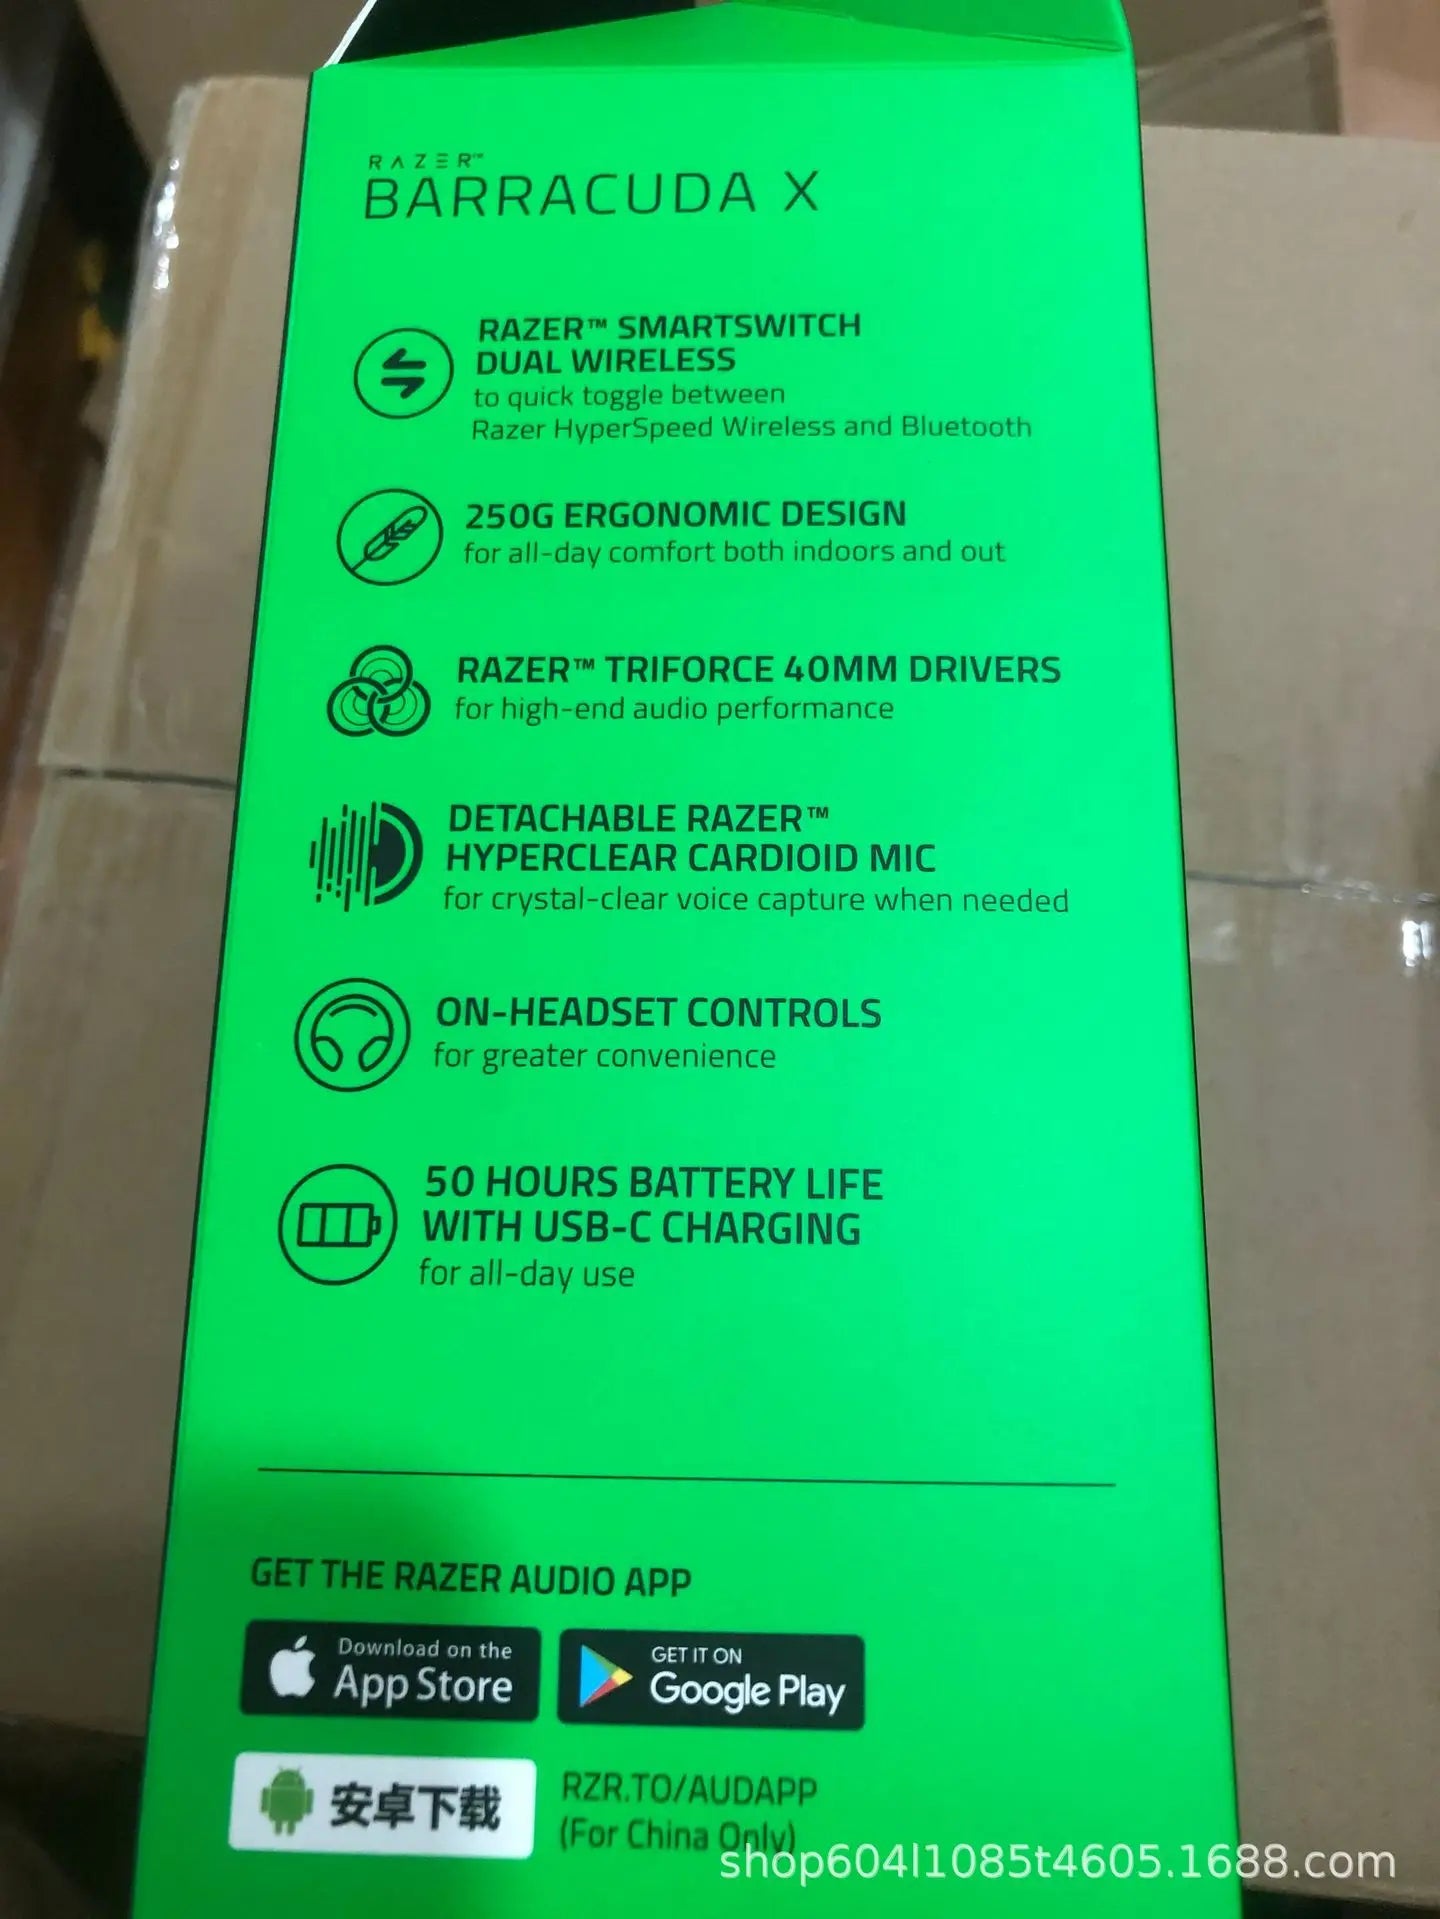 RAZER™
BARRACUDA X
RAZER™ SMARTSWITCH
DUAL WIRELESS
to quick toggle between
Razer HyperSpeed Wireless and Bluetooth
250G ERGONOMIC DESIGN
for all-day comfort both indoors and out
RAZER™ TRIFORCE 40MM DRIVERS
for high-end audio performance
DETACHABLE RAZER™
HYPERCLEAR CARDIOID MIC
for crystal-clear voice capture when needed
ON-HEADSET CONTROLS
for greater convenience
50 HOURS BATTERY LIFE
WITH USB-C CHARGING
for all-day use
GET THE RAZER AUDIO APP
Download on the
App Store
GET IT ON
Google Play
安卓下载
RZR.TO/AUDAPP
(For China Only)
shop604l1085t4605.1688.com